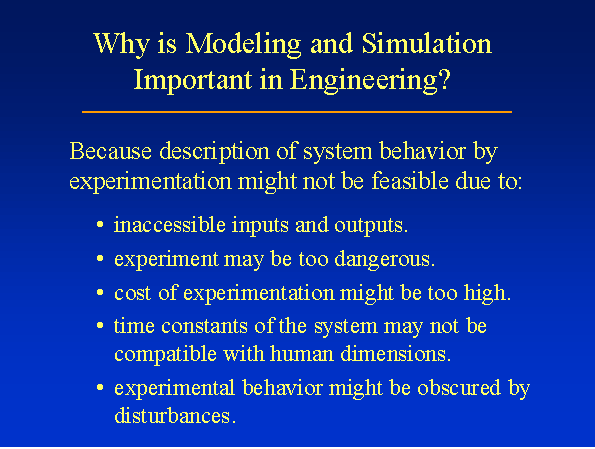 Why is Modeling and Simulation
Important in Engineering?
Because description of system behavior by
experimentation might not be feasible due to:
• inaccessible inputs and outputs.
• experiment may be too dangerous.
• cost of experimentation might be too high.
• time constants of the system may not be
compatible with human dimensions.
• experimental behavior might be obscured by
disturbances.